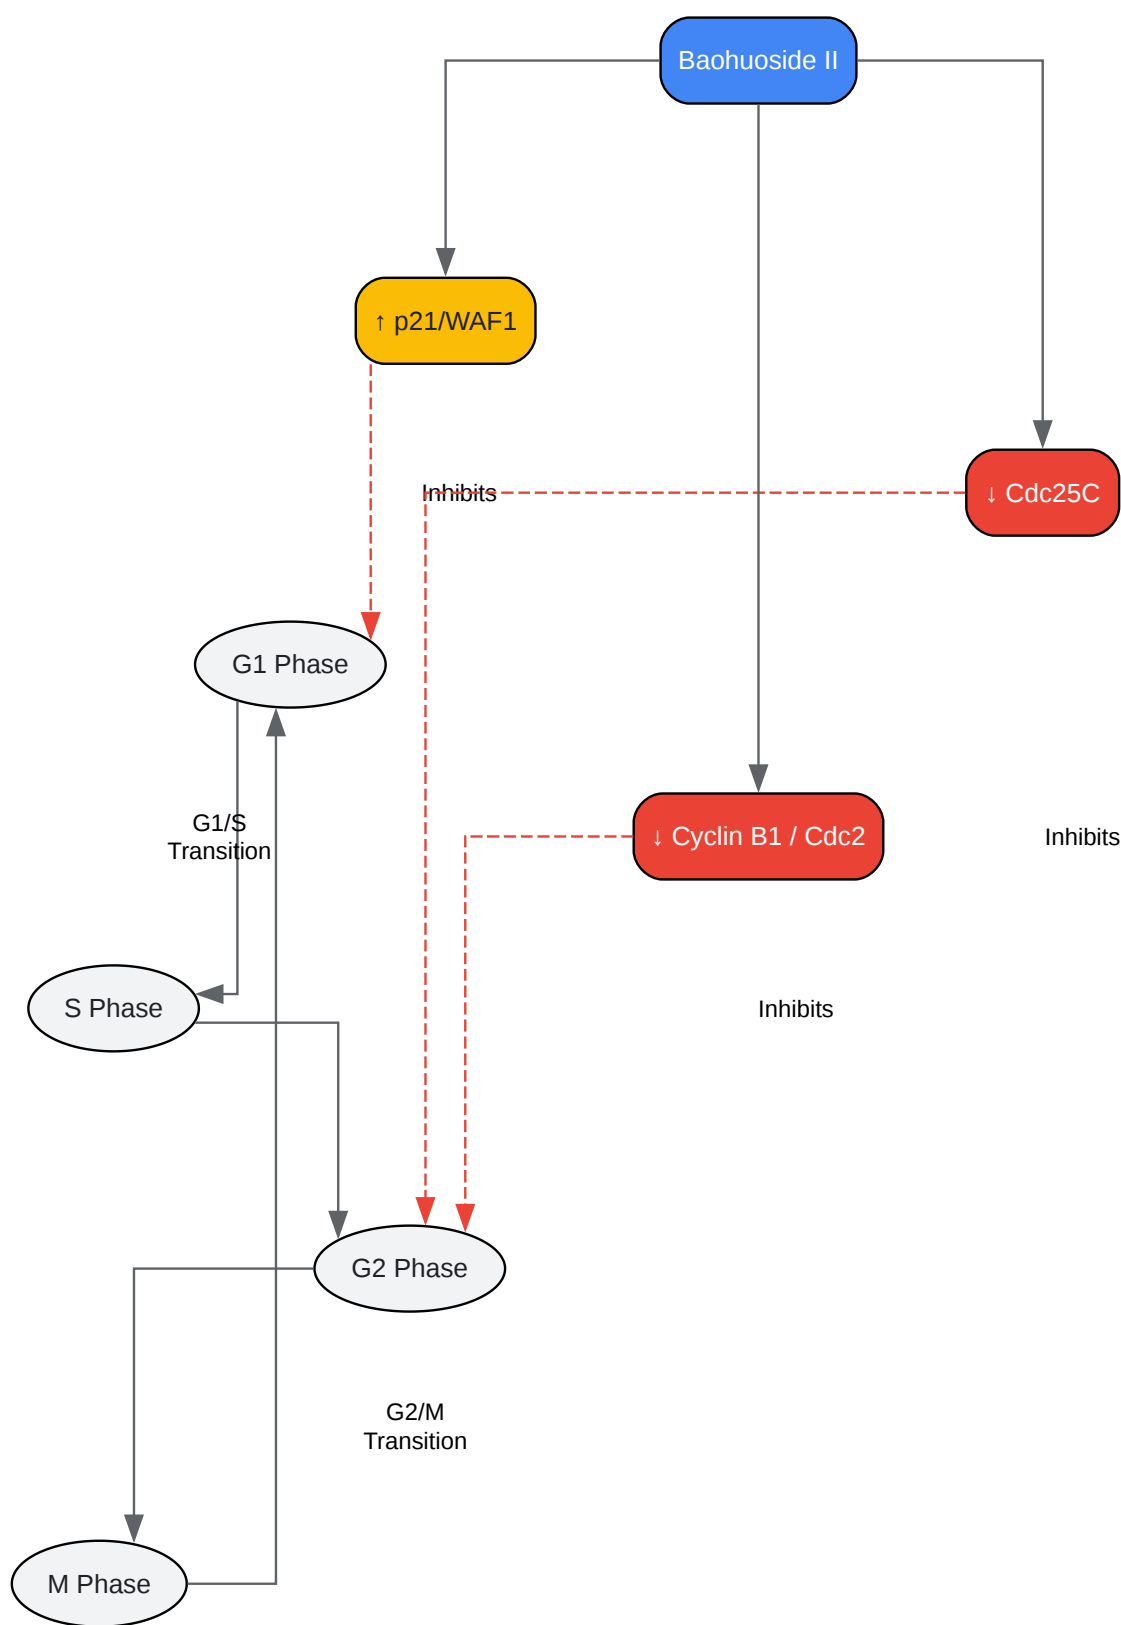 Baohuoside II
↑ p21/WAF1
Inhibits
↓ Cdc25C
G1 Phase
G1/S
Transition
↓ Cyclin B1 / Cdc2
Inhibits
S Phase
Inhibits
G2 Phase
G2/M
Transition
M Phase